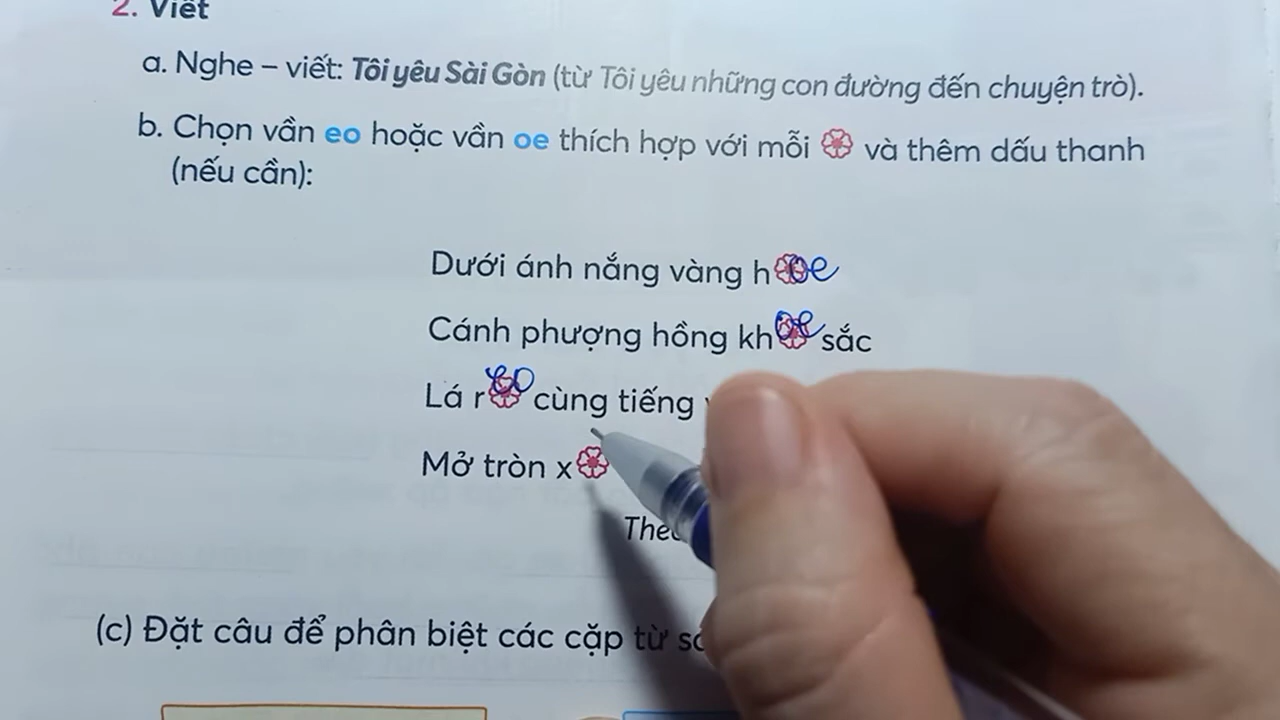 2. Viết
a. Nghe – viết: Tôi yêu Sài Gòn (từ Tôi yêu những con đường đến chuyện trò).
b. Chọn vần eo hoặc vần oe thích hợp với mỗi và thêm dấu thanh
(nếu cần):
Dưới ánh nắng vàng hoe
Cánh phượng hồng khoe sắc
Lá reo cùng tiếng
Mở tròn x
(c) Đặt câu để phân biệt các cặp từ